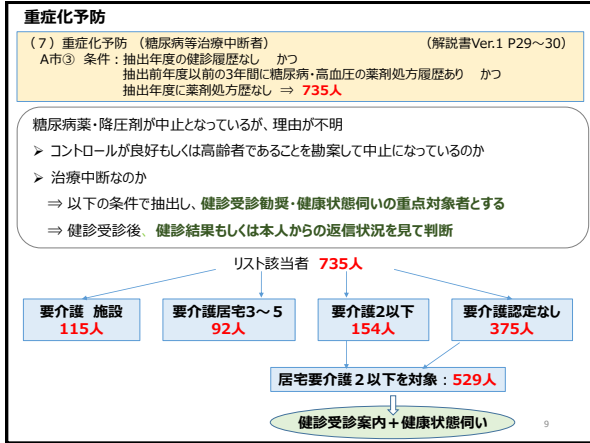 重症化予防
（7）重症化予防 （糖尿病等治療中断者） （解説書Ver.1 P29～30）
A市③ 条件：抽出年度の健診履歴なし かつ
抽出前年度以前の3年間に糖尿病・高血圧の薬剤処方履歴あり かつ
抽出年度に薬剤処方歴なし ⇒ 735人
糖尿病薬・降圧剤が中止となっているが、理由が不明
➢ コントロールが良好もしくは高齢者であることを勘案して中止になっているのか
➢ 治療中断なのか
⇒ 以下の条件で抽出し、健診受診勧奨・健康状態伺いの重点対象者とする
⇒ 健診受診後、健診結果もしくは本人からの返信状況を見て判断
リスト該当者 735人
要介護 施設
115人
要介護居宅3～5
92人
要介護2以下
154人
要介護認定なし
375人
居宅要介護２以下を対象：529人
健診受診案内＋健康状態伺い
9